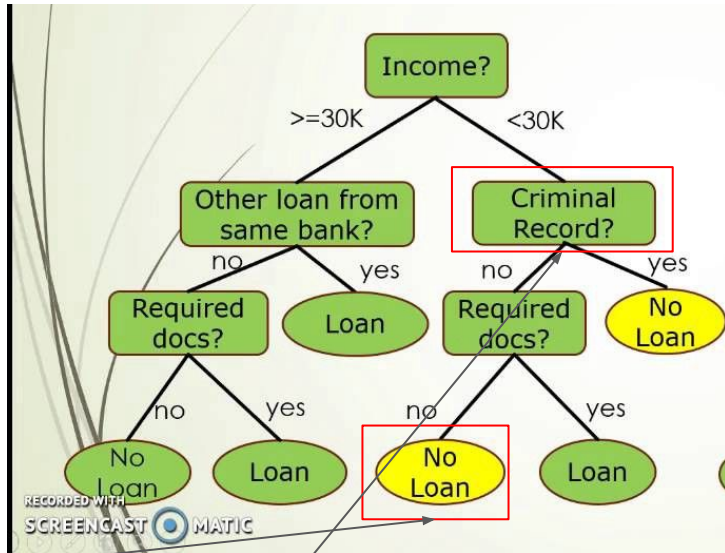 Income?
>=30K
<30K
Other loan from
same bank?
Criminal
Record?
no
yes
no
yes
Required
docs?
Loan
Required
docs?
No
Loan
no
yes
no
yes
No
Loan
Loan
No
Loan
Loan
RECORDED WITH
SCREENCAST MATIC